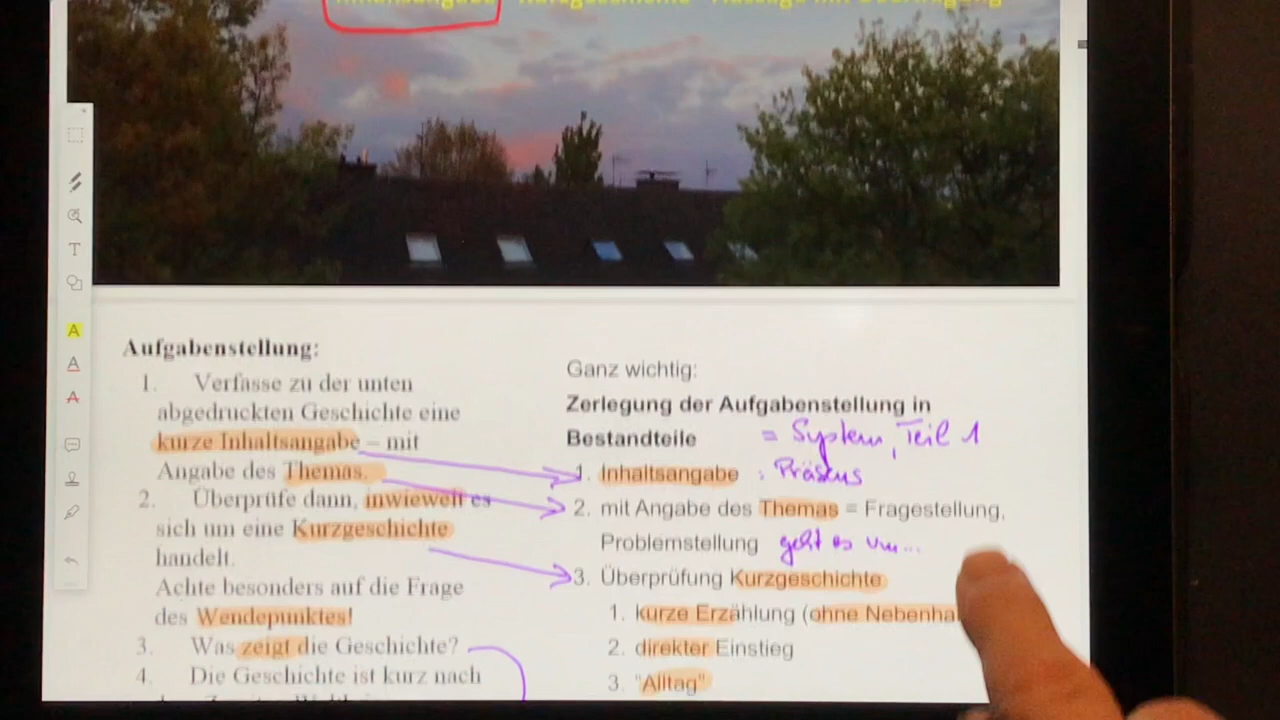 Aufgabenstellung:
1. Verfasse zu der unten
abgedruckten Geschichte eine
kurze Inhaltsangabe – mit
Angabe des Themas.
2. Überprüfe dann, inwieweit es
sich um eine Kurzgeschichte
handelt.
Achte besonders auf die Frage
des Wendepunktes!
3. Was zeigt die Geschichte?
4. Die Geschichte ist kurz nach
Ganz wichtig:
Zerlegung der Aufgabenstellung in
Bestandteile = System, Teil 1
1. Inhaltsangabe : Präsens
2. mit Angabe des Themas = Fragestellung,
Problemstellung geht es um...
3. Überprüfung Kurzgeschichte
1. kurze Erzählung (ohne Nebenha
2. direkter Einstieg
3. "Alltag"